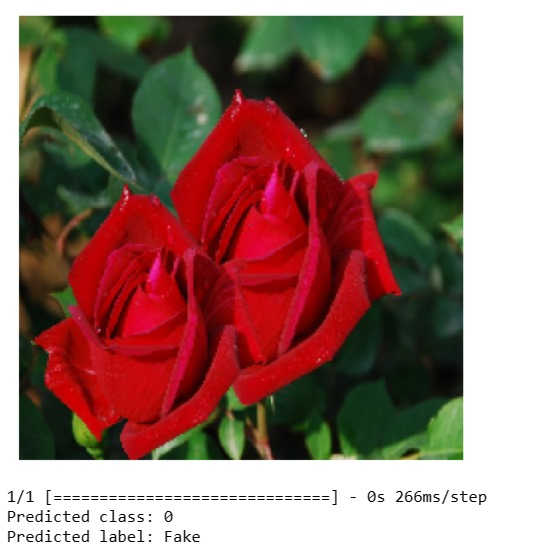 1/1 [==============================] - 0s 266ms/step
Predicted class: 0
Predicted label: Fake